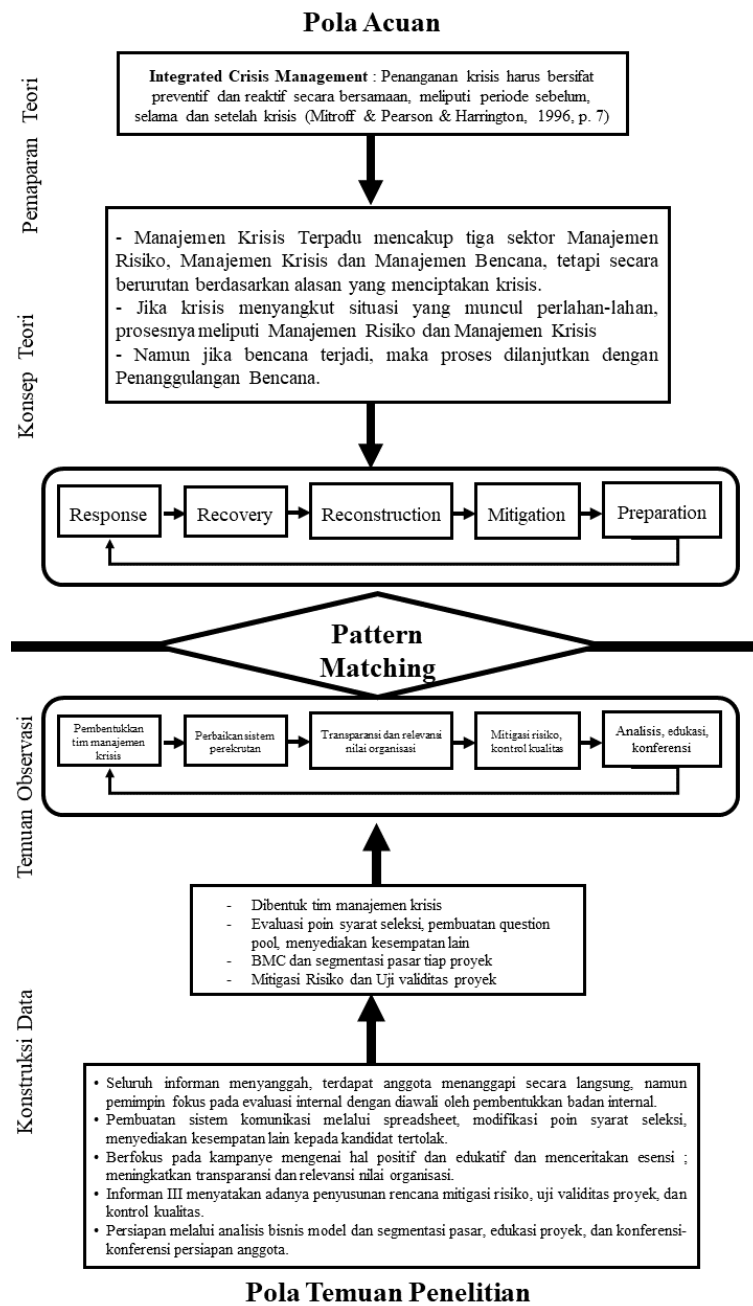 Pola Acuan
Pemaparan Teori
Integrated Crisis Management : Penanganan krisis harus bersifat
preventif dan reaktif secara bersamaan, meliputi periode sebelum,
selama dan setelah krisis (Mitroff & Pearson & Harrington, 1996, p. 7)
Konsep Teori
- Manajemen Krisis Terpadu mencakup tiga sektor Manajemen
Risiko, Manajemen Krisis dan Manajemen Bencana, tetapi secara
berurutan berdasarkan alasan yang menciptakan krisis.
- Jika krisis menyangkut situasi yang muncul perlahan-lahan,
prosesnya meliputi Manajemen Risiko dan Manajemen Krisis
- Namun jika bencana terjadi, maka proses dilanjutkan dengan
Penanggulangan Bencana.
Response
Recovery
Reconstruction
Mitigation
Preparation
Pattern
Matching
Temuan Observasi
Pembentukkan
tim manajemen
krisis
Perbaikan sistem
perekrutan
Transparansi dan relevansi
nilai organisasi
Mitigasi risiko,
kontrol kualitas
Analisis, edukasi,
konferensi
Konstruksi Data
- Dibentuk tim manajemen krisis
- Evaluasi poin syarat seleksi, pembuatan question
pool, menyediakan kesempatan lain
- BMC dan segmentasi pasar tiap proyek
- Mitigasi Risiko dan Uji validitas proyek
• Seluruh informan menyanggah, terdapat anggota menanggapi secara langsung, namun
pemimpin fokus pada evaluasi internal dengan diawali oleh pembentukkan badan internal.
• Pembuatan sistem komunikasi melalui spreadsheet, modifikasi poin syarat seleksi,
menyediakan kesempatan lain kepada kandidat tertolak.
• Berfokus pada kampanye mengenai hal positif dan edukatif dan menceritakan esensi ;
meningkatkan transparansi dan relevansi nilai organisasi.
• Informan III menyatakan adanya penyusunan rencana mitigasi risiko, uji validitas proyek, dan
kontrol kualitas.
• Persiapan melalui analisis bisnis model dan segmentasi pasar, edukasi proyek, dan konferensi-
konferensi persiapan anggota.
Pola Temuan Penelitian